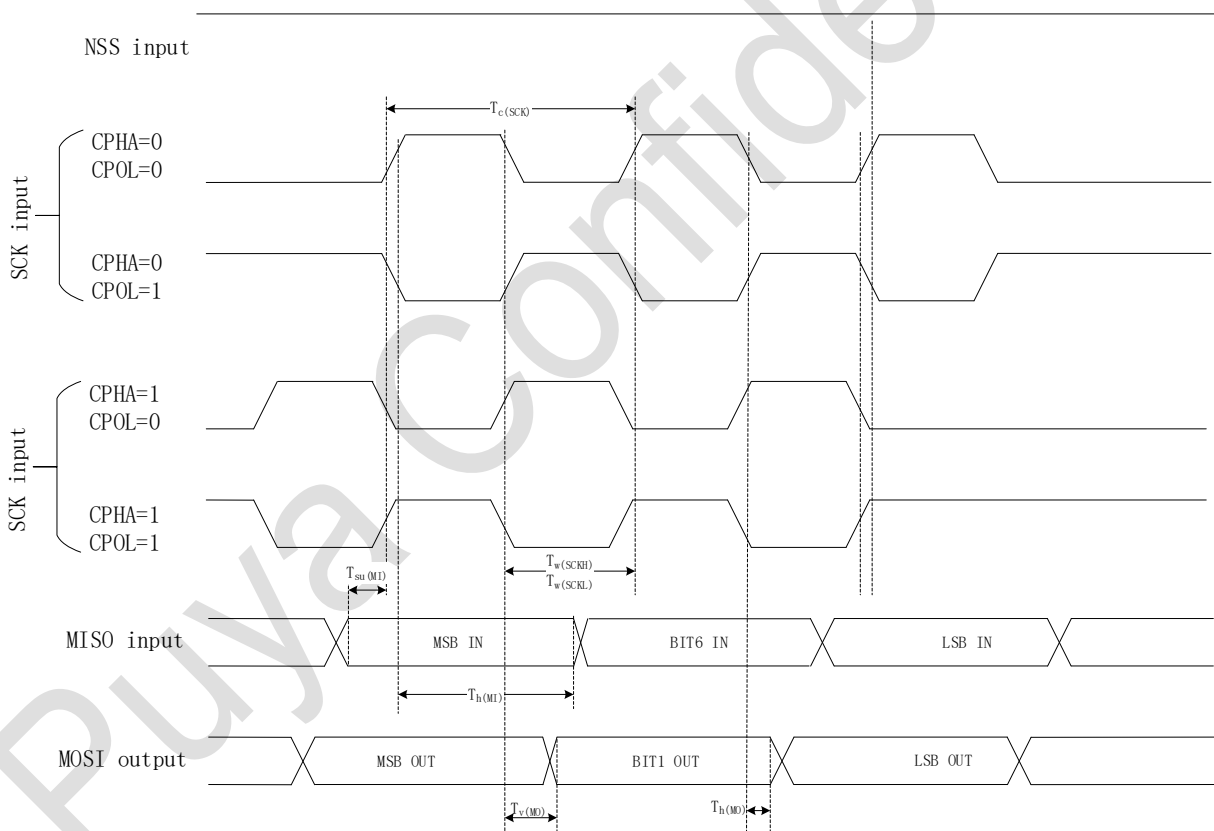 NSS input
Tc(SCK)
CPHA=0
CPOL=0
SCK input
CPHA=0
CPOL=1
CPHA=1
CPOL=0
SCK input
CPHA=1
CPOL=1
Tw(SCKH)
Tw(SCKL)
Tsu(MI)
MISO input
MSB IN
BIT6 IN
LSB IN
Th(MI)
MOSI output
MSB OUT
BIT1 OUT
LSB OUT
Tv(MO)
Th(MO)
Puya Confide